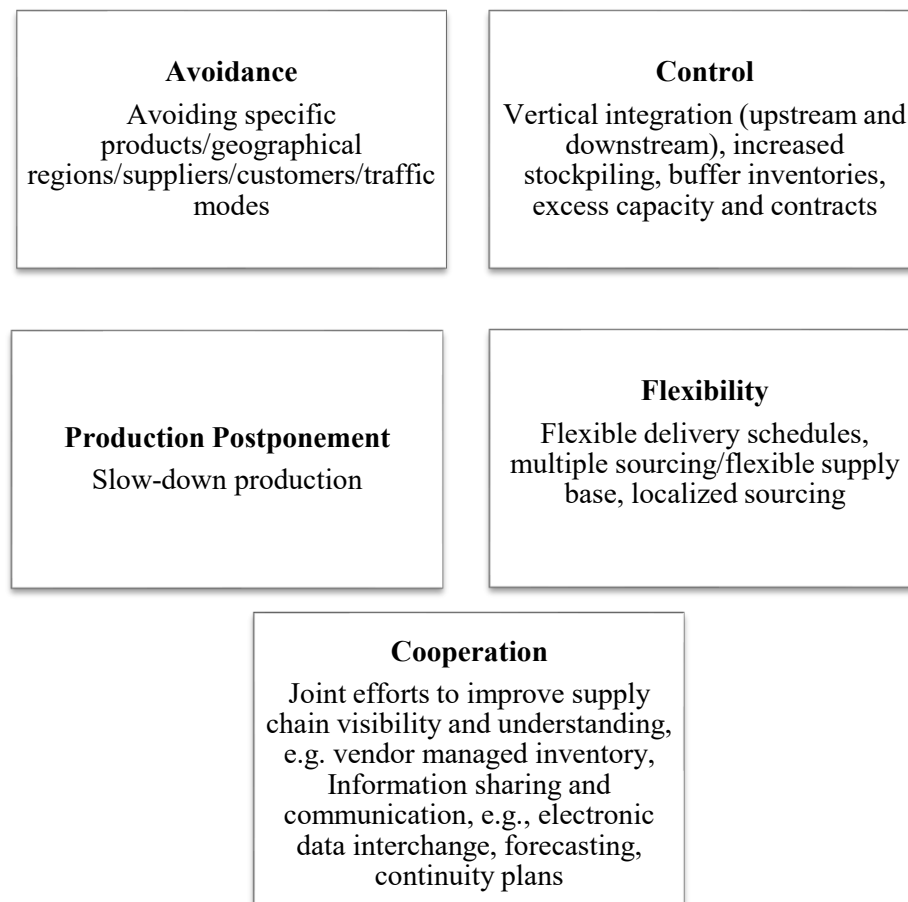 Avoidance
Avoiding specific
products/geographical
regions/suppliers/customers/traffic
modes
Control
Vertical integration (upstream and
downstream), increased
stockpiling, buffer inventories,
excess capacity and contracts
Production Postponement
Slow-down production
Flexibility
Flexible delivery schedules,
multiple sourcing/flexible supply
base, localized sourcing
Cooperation
Joint efforts to improve supply
chain visibility and understanding,
e.g. vendor managed inventory,
Information sharing and
communication, e.g., electronic
data interchange, forecasting,
continuity plans